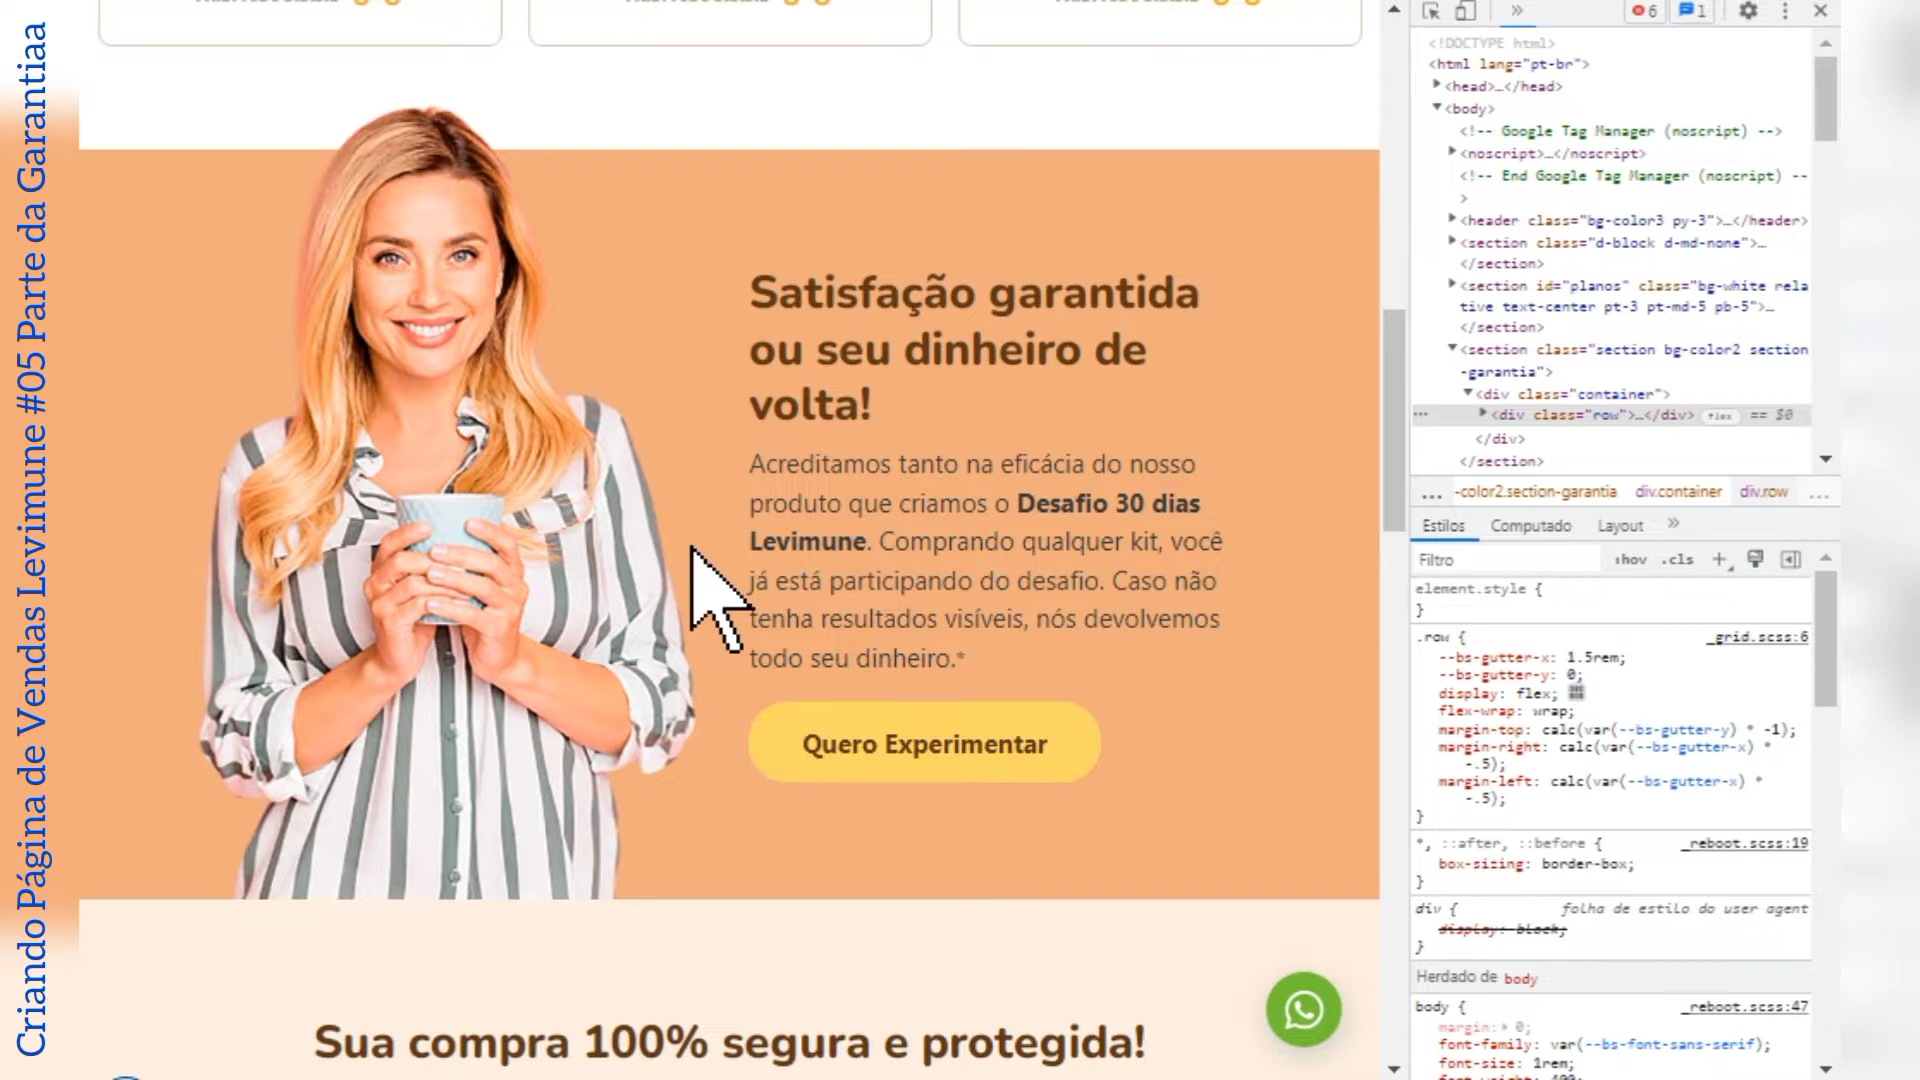 Criando Página de Vendas Levimune #05 Parte da Garantiaa
Satisfação garantida
ou seu dinheiro de
volta!
Acreditamos tanto na eficácia do nosso
produto que criamos o Desafio 30 dias
Levimune. Comprando qualquer kit, você
já está participando do desafio. Caso não
tenha resultados visíveis, nós devolvemos
todo seu dinheiro.*
Quero Experimentar
Sua compra 100% segura e protegida!
6
1
<!DOCTYPE html>
<html lang="pt-br">
<head>…</head>
<body>
<!-- Google Tag Manager (noscript) -->
<noscript>…</noscript>
<!-- End Google Tag Manager (noscript) --
>
<header class="bg-color3 py-3">…</header>
<section class="d-block d-md-none">…
</section>
<section id="planos" class="bg-white rela
tive text-center pt-3 pt-md-5 pb-5">…
</section>
<section class="section bg-color2 section
-garantia">
<div class="container">
<div class="row">…</div> flex == $0
</div>
</section>
... -color2.section-garantia div.container div.row ...
Estilos Computado Layout »
Filtro :hov .cls +
element.style {
}
.row { _grid.scss:6
--bs-gutter-x: 1.5rem;
--bs-gutter-y: 0;
display: flex;
flex-wrap: wrap;
margin-top: calc(var(--bs-gutter-y) * -1);
margin-right: calc(var(--bs-gutter-x) *
-.5);
margin-left: calc(var(--bs-gutter-x) *
-.5);
}
*, ::after, ::before { _reboot.scss:19
box-sizing: border-box;
}
div { folha de estilo do user agent
display: block;
}
Herdado de body
body { _reboot.scss:47
margin: 0;
font-family: var(--bs-font-sans-serif);
font-size: 1rem;